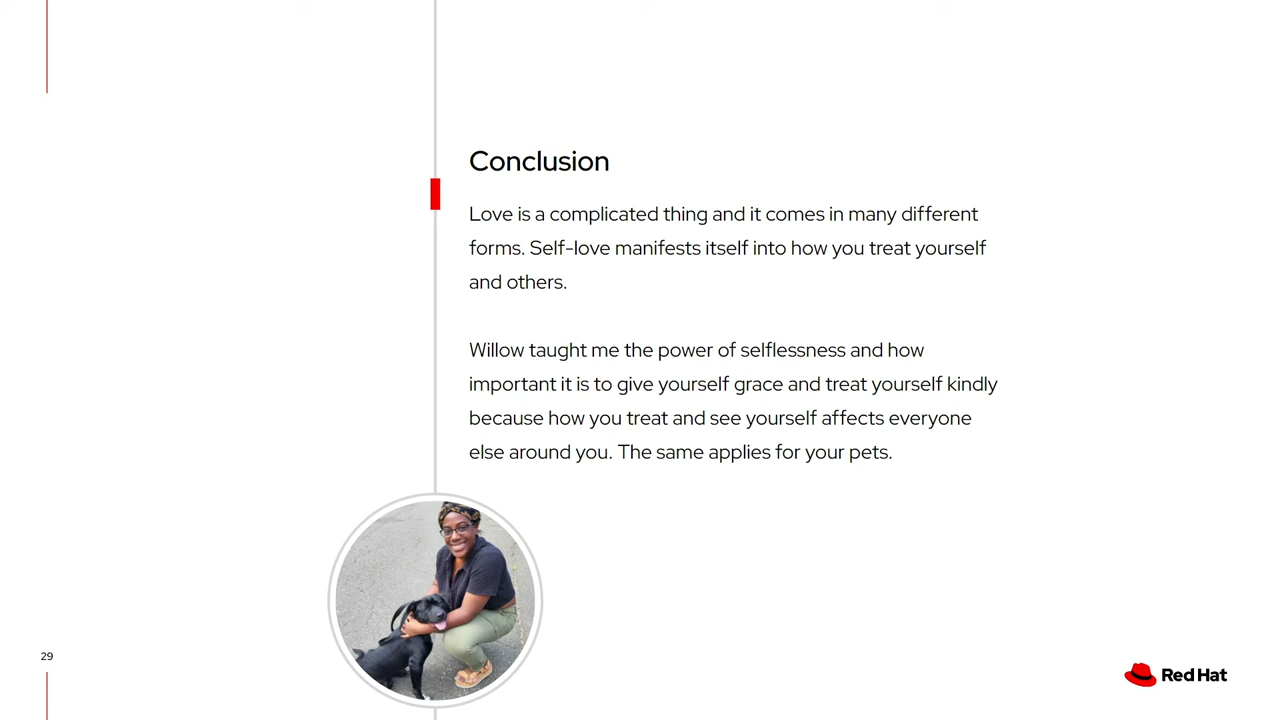 Conclusion
Love is a complicated thing and it comes in many different
forms. Self-love manifests itself into how you treat yourself
and others.
Willow taught me the power of selflessness and how
important it is to give yourself grace and treat yourself kindly
because how you treat and see yourself affects everyone
else around you. The same applies for your pets.
29
Red Hat